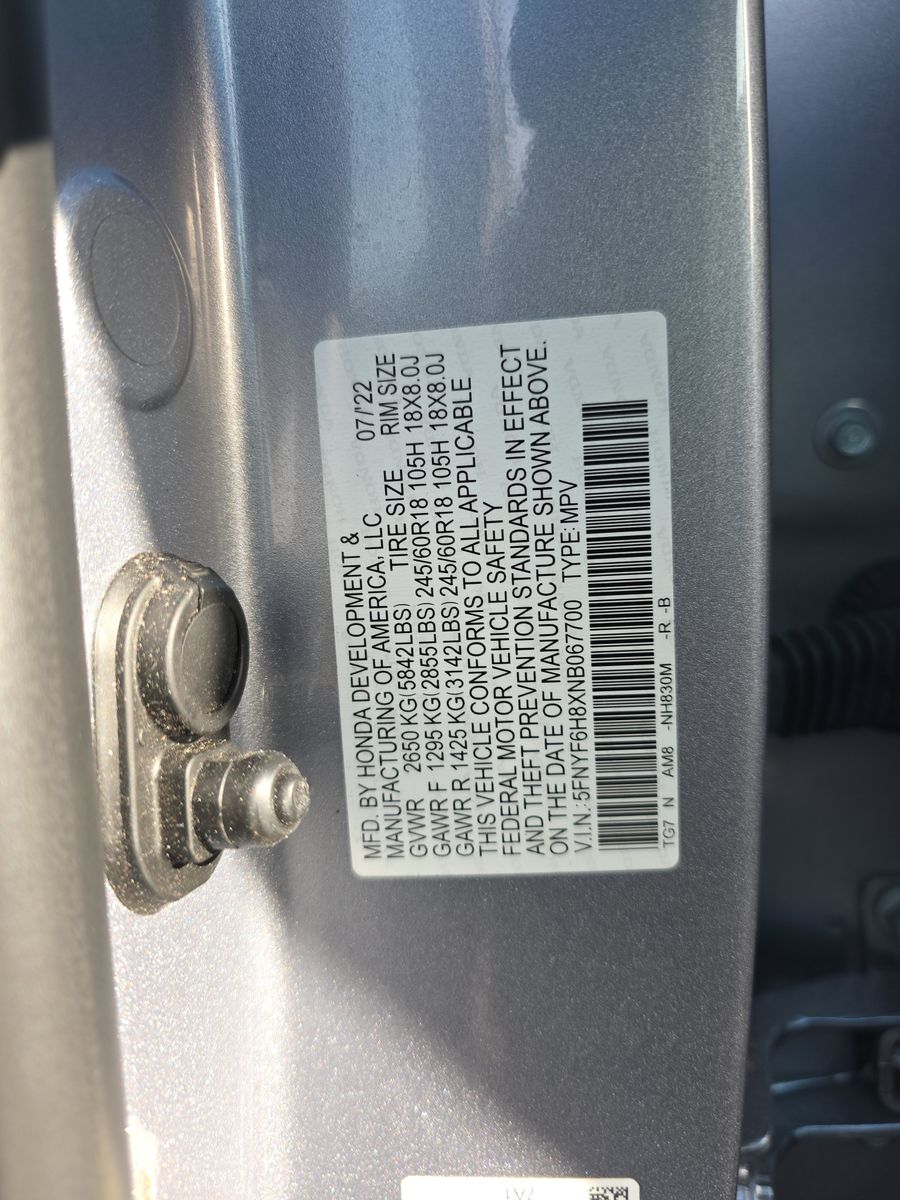 MFD. BY HONDA DEVELOPMENT &
MANUFACTURING OF AMERICA, LLC 07/'22
GVWR 2650 KG(5842LBS) TIRE SIZE RIM SIZE
GAWR F 1295 KG(2855LBS) 245/60R18 105H 18X8.0J
GAWR R 1425 KG(3142LBS) 245/60R18 105H 18X8.0J
THIS VEHICLE CONFORMS TO ALL APPLICABLE
FEDERAL MOTOR VEHICLE SAFETY
AND THEFT PREVENTION STANDARDS IN EFFECT
ON THE DATE OF MANUFACTURE SHOWN ABOVE.
V.I.N.: 5FNYF6H8XNB067700 TYPE: MPV
TG7 N AM8 -NH830M -R -B